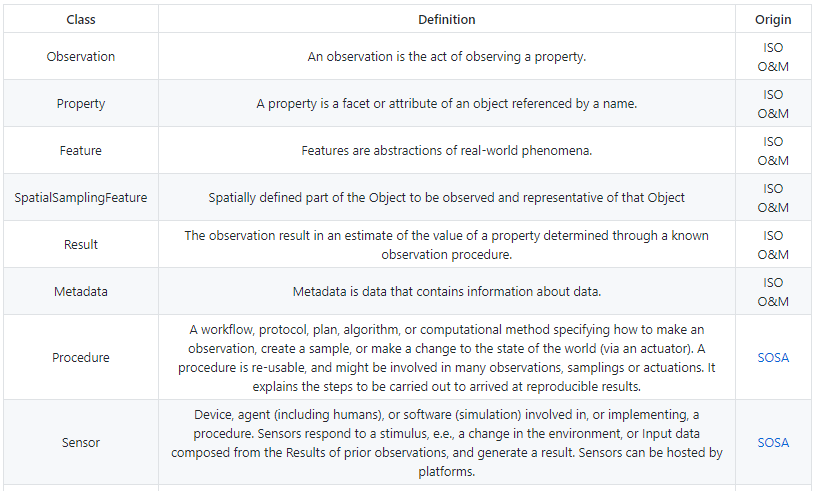 Class Definition Origin
Observation An observation is the act of observing a property. ISO
O&M
Property A property is a facet or attribute of an object referenced by a name. ISO
O&M
Feature Features are abstractions of real-world phenomena. ISO
O&M
SpatialSamplingFeature Spatially defined part of the Object to be observed and representative of that Object ISO
O&M
Result The observation result in an estimate of the value of a property determined through a known
observation procedure. ISO
O&M
Metadata Metadata is data that contains information about data. ISO
O&M
Procedure A workflow, protocol, plan, algorithm, or computational method specifying how to make an
observation, create a sample, or make a change to the state of the world (via an actuator). A
procedure is re-usable, and might be involved in many observations, samplings or actuations. It
explains the steps to be carried out to arrived at reproducible results. SOSA
Sensor Device, agent (including humans), or software (simulation) involved in, or implementing, a
procedure. Sensors respond to a stimulus, e.e., a change in the environment, or Input data
composed from the Results of prior observations, and generate a result. Sensors can be hosted by
platforms. SOSA